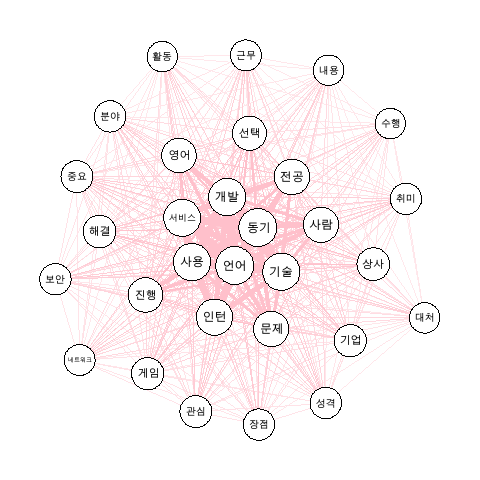 활동
근무
내용
분야
수행
선택
영어
중요
전공
개발
취미
서비스
동기
사람
해결
사용
언어
기술
상사
보안
진행
인턴
문제
대처
기업
네트워크
게임
관심
장점
성격